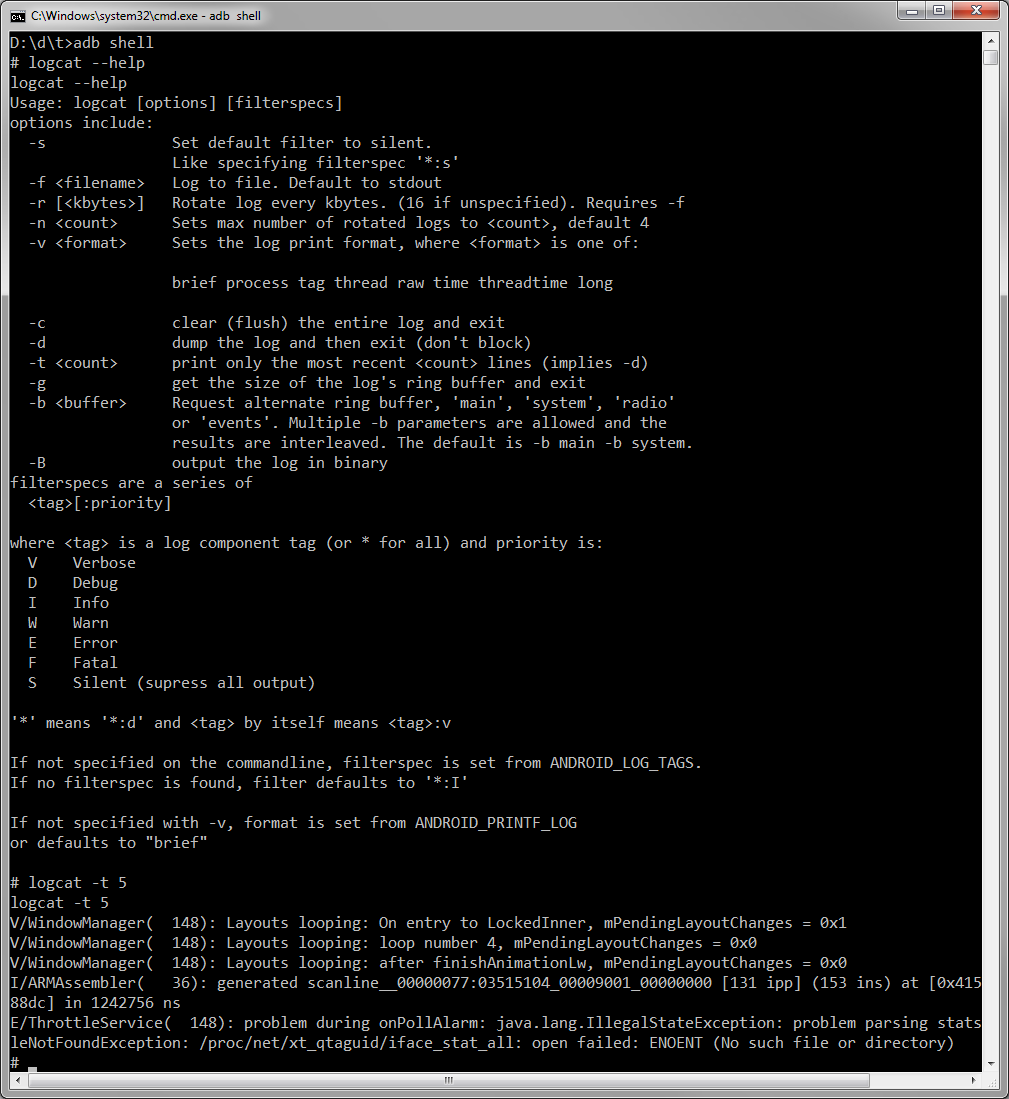 C:\Windows\system32\cmd.exe - adb  shell
D:\d\t>adb shell
# logcat --help
logcat --help
Usage: logcat [options] [filterspecs]
options include:
  -s              Set default filter to silent.
                  Like specifying filterspec '*:s'
  -f <filename>   Log to file. Default to stdout
  -r [<kbytes>]   Rotate log every kbytes. (16 if unspecified). Requires -f
  -n <count>      Sets max number of rotated logs to <count>, default 4
  -v <format>     Sets the log print format, where <format> is one of:

                  brief process tag thread raw time threadtime long

  -c              clear (flush) the entire log and exit
  -d              dump the log and then exit (don't block)
  -t <count>      print only the most recent <count> lines (implies -d)
  -g              get the size of the log's ring buffer and exit
  -b <buffer>     Request alternate ring buffer, 'main', 'system', 'radio'
                  or 'events'. Multiple -b parameters are allowed and the
                  results are interleaved. The default is -b main -b system.
  -B              output the log in binary
filterspecs are a series of
  <tag>[:priority]

where <tag> is a log component tag (or * for all) and priority is:
  V    Verbose
  D    Debug
  I    Info
  W    Warn
  E    Error
  F    Fatal
  S    Silent (supress all output)

'*' means '*:d' and <tag> by itself means <tag>:v

If not specified on the commandline, filterspec is set from ANDROID_LOG_TAGS.
If no filterspec is found, filter defaults to '*:I'

If not specified with -v, format is set from ANDROID_PRINTF_LOG
or defaults to "brief"

# logcat -t 5
logcat -t 5
V/WindowManager(  148): Layouts looping: On entry to LockedInner, mPendingLayoutChanges = 0x1
V/WindowManager(  148): Layouts looping: loop number 4, mPendingLayoutChanges = 0x0
V/WindowManager(  148): Layouts looping: after finishAnimationLw, mPendingLayoutChanges = 0x0
I/ARMAssembler(   36): generated scanline__00000077:03515104_00009001_00000000 [131 ipp] (153 ins) at [0x415
88dc] in 1242756 ns
E/ThrottleService(  148): problem during onPollAlarm: java.lang.IllegalStateException: problem parsing stats
leNotFoundException: /proc/net/xt_qtaguid/iface_stat_all: open failed: ENOENT (No such file or directory)
#